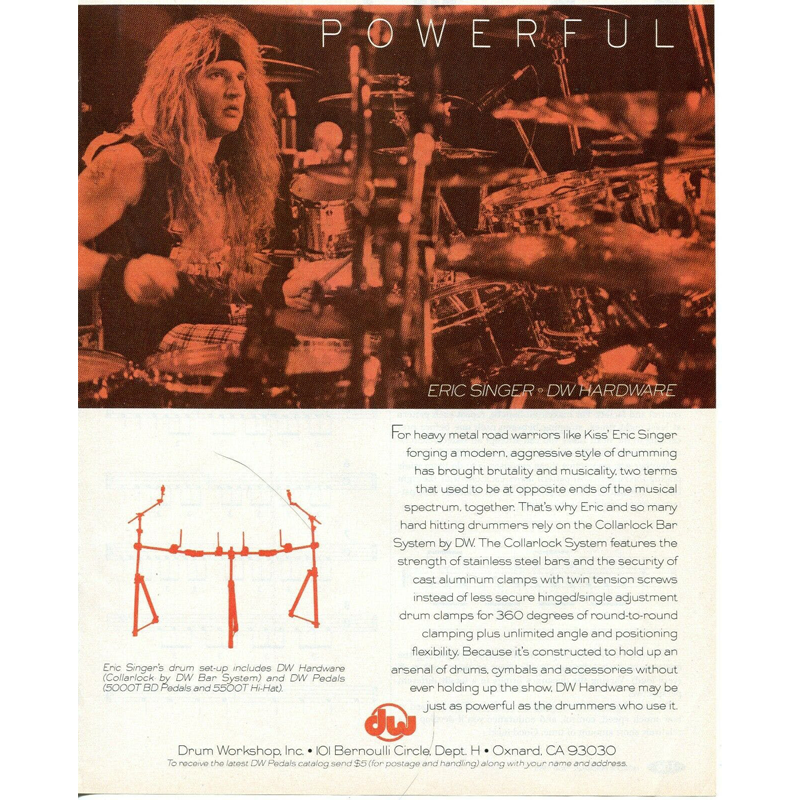 POWERFUL
ERIC SINGER • DW HARDWARE
For heavy metal road warriors like Kiss' Eric Singer
forging a modern, aggressive style of drumming
has brought brutality and musicality, two terms
that used to be at opposite ends of the musical
spectrum, together. That's why Eric and so many
hard hitting drummers rely on the Collarlock Bar
System by DW. The Collarlock System features the
strength of stainless steel bars and the security of
cast aluminum clamps with twin tension screws
instead of less secure hinged/single adjustment
drum clamps for 360 degrees of round-to-round
clamping plus unlimited angle and positioning
flexibility. Because it's constructed to hold up an
arsenal of drums, cymbals and accessories without
ever holding up the show, DW Hardware may be
just as powerful as the drummers who use it.
Eric Singer's drum set-up includes DW Hardware
(Collarlock by DW Bar System) and DW Pedals
(5000T BD Pedals and 5500T Hi-Hat).
dw
Drum Workshop, Inc. • 101 Bernoulli Circle, Dept. H • Oxnard, CA 93030
To receive the latest DW Pedals catalog send $5 (for postage and handling) along with your name and address.